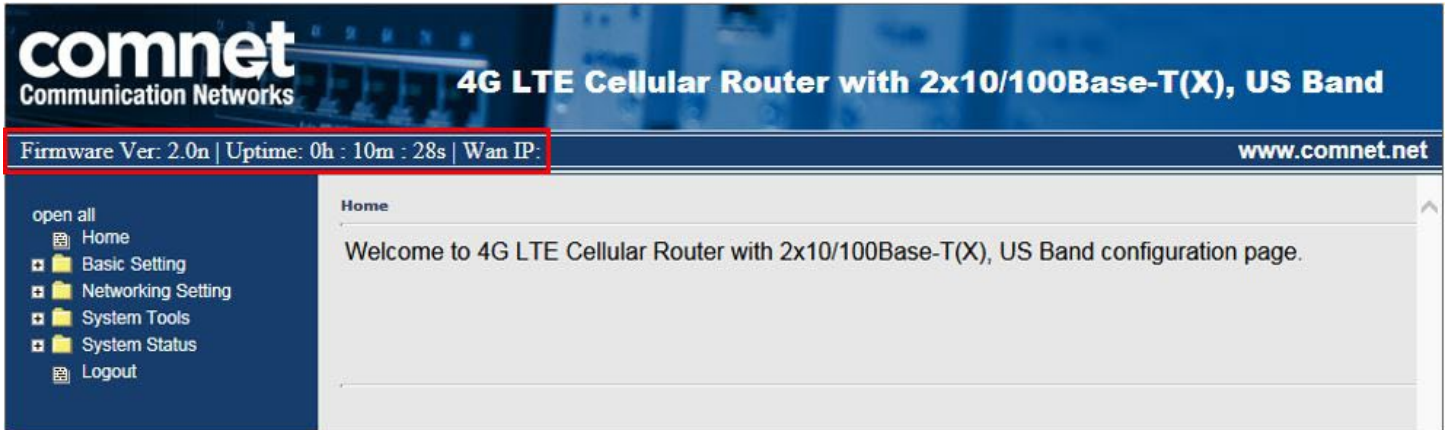 comnet
Communication Networks
4G LTE Cellular Router with 2x10/100Base-T(X), US Band
Firmware Ver: 2.0n | Uptime: 0h : 10m : 28s | Wan IP:
www.comnet.net
open all
Home
Basic Setting
Networking Setting
System Tools
System Status
Logout
Home
Welcome to 4G LTE Cellular Router with 2x10/100Base-T(X), US Band configuration page.